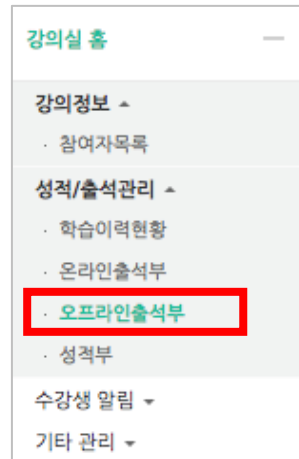 강의실 홈
강의정보
· 참여자목록
성적/출석관리
· 학습이력현황
· 온라인출석부
· 오프라인출석부
· 성적부
수강생 알림
기타 관리